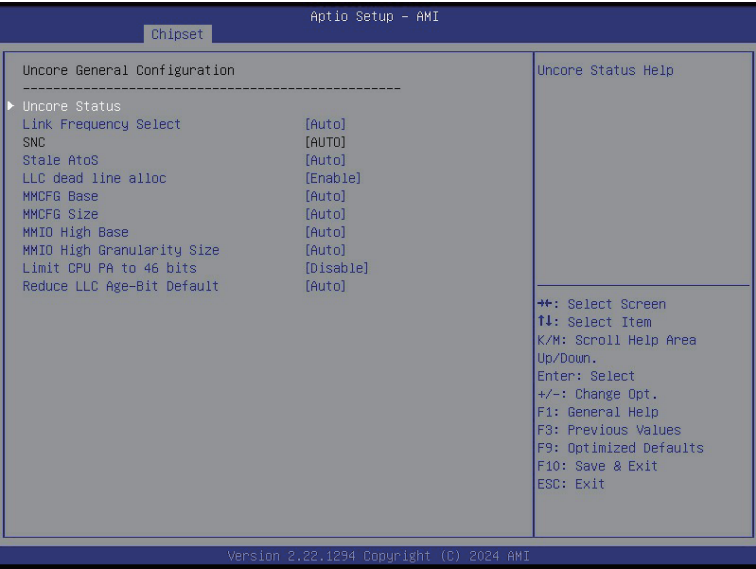 Aptio Setup – AMI
Chipset
Uncore General Configuration
------------------------------------------------
Uncore Status
Link Frequency Select [Auto]
SNC [AUTO]
Stale AtoS [Auto]
LLC dead line alloc [Enable]
MMCFG Base [Auto]
MMCFG Size [Auto]
MMIO High Base [Auto]
MMIO High Granularity Size [Auto]
Limit CPU PA to 46 bits [Disable]
Reduce LLC Age-Bit Default [Auto]
Uncore Status Help
→←: Select Screen
↑↓: Select Item
K/M: Scroll Help Area
Up/Down.
Enter: Select
+/-: Change Opt.
F1: General Help
F3: Previous Values
F9: Optimized Defaults
F10: Save & Exit
ESC: Exit
Version 2.22.1294 Copyright (C) 2024 AMI